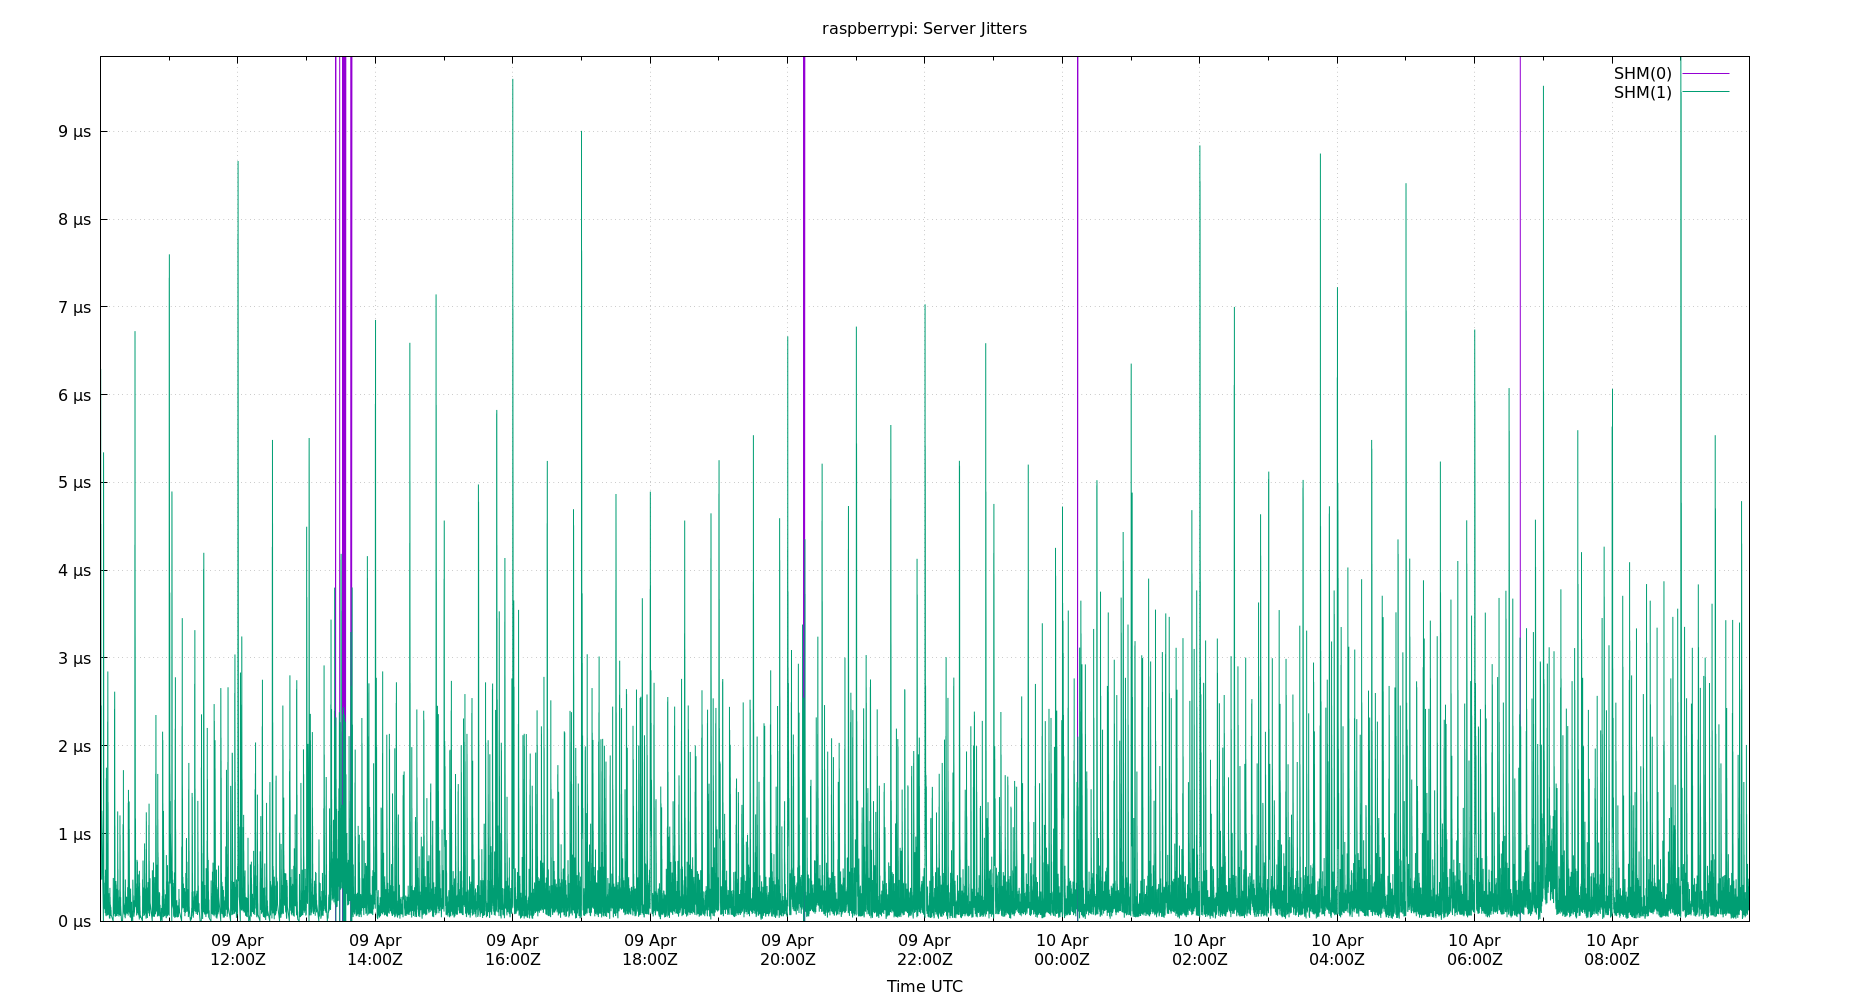 raspberrypi: Server Jitters
SHM(0)
SHM(1)
9 µs
8 µs
7 µs
6 µs
5 µs
4 µs
3 µs
2 µs
1 µs
0 µs
09 Apr
12:00Z
09 Apr
14:00Z
09 Apr
16:00Z
09 Apr
18:00Z
09 Apr
20:00Z
09 Apr
22:00Z
10 Apr
00:00Z
10 Apr
02:00Z
10 Apr
04:00Z
10 Apr
06:00Z
10 Apr
08:00Z
Time UTC